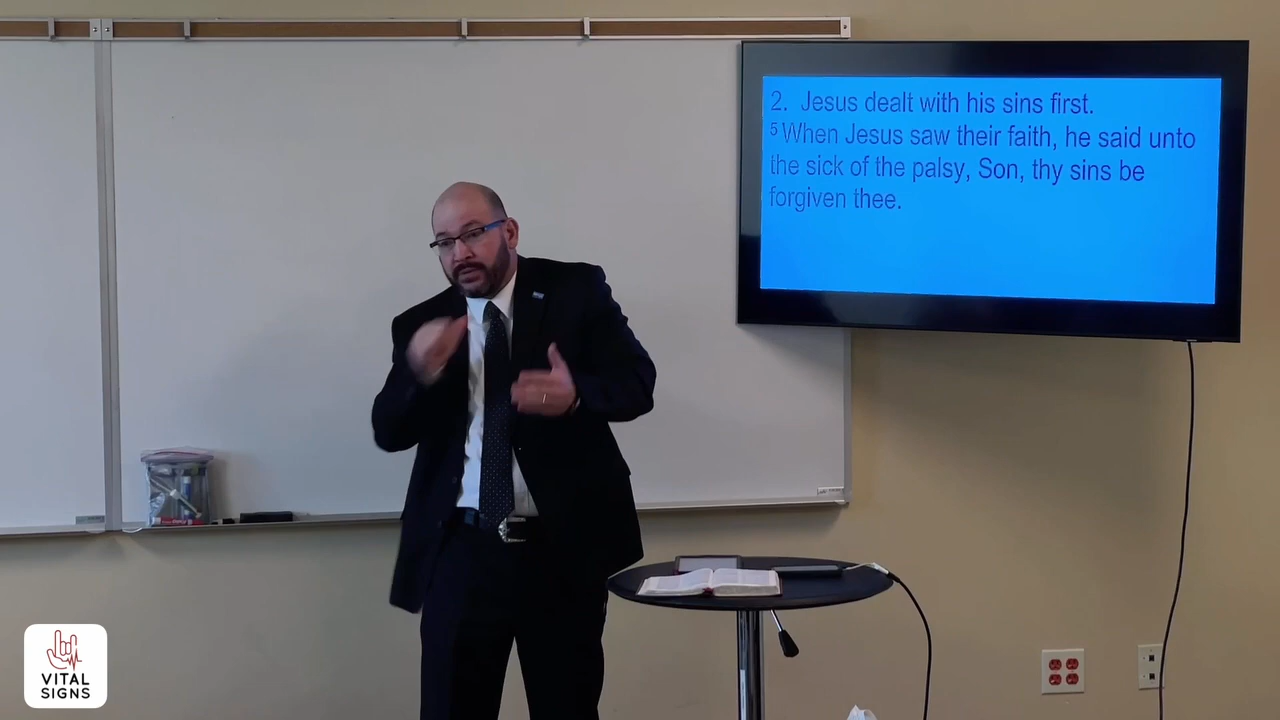 2. Jesus dealt with his sins first.
5 When Jesus saw their faith, he said unto
the sick of the palsy, Son, thy sins be
forgiven thee.
VITAL
SIGNS